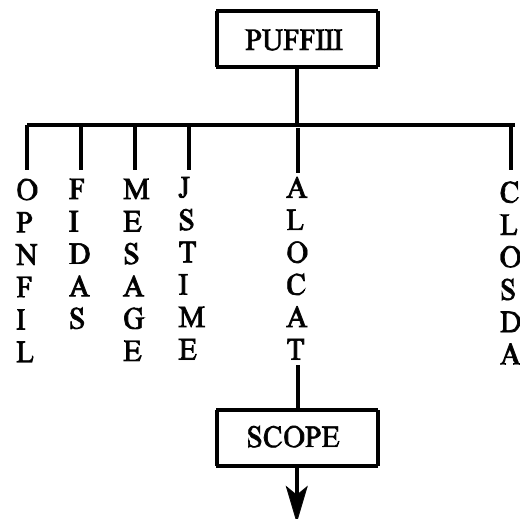 PUFFIII
OPNFIL
FIDAS
MESAGE
JSTIME
ALOCAT
CLOSDA
SCOPE